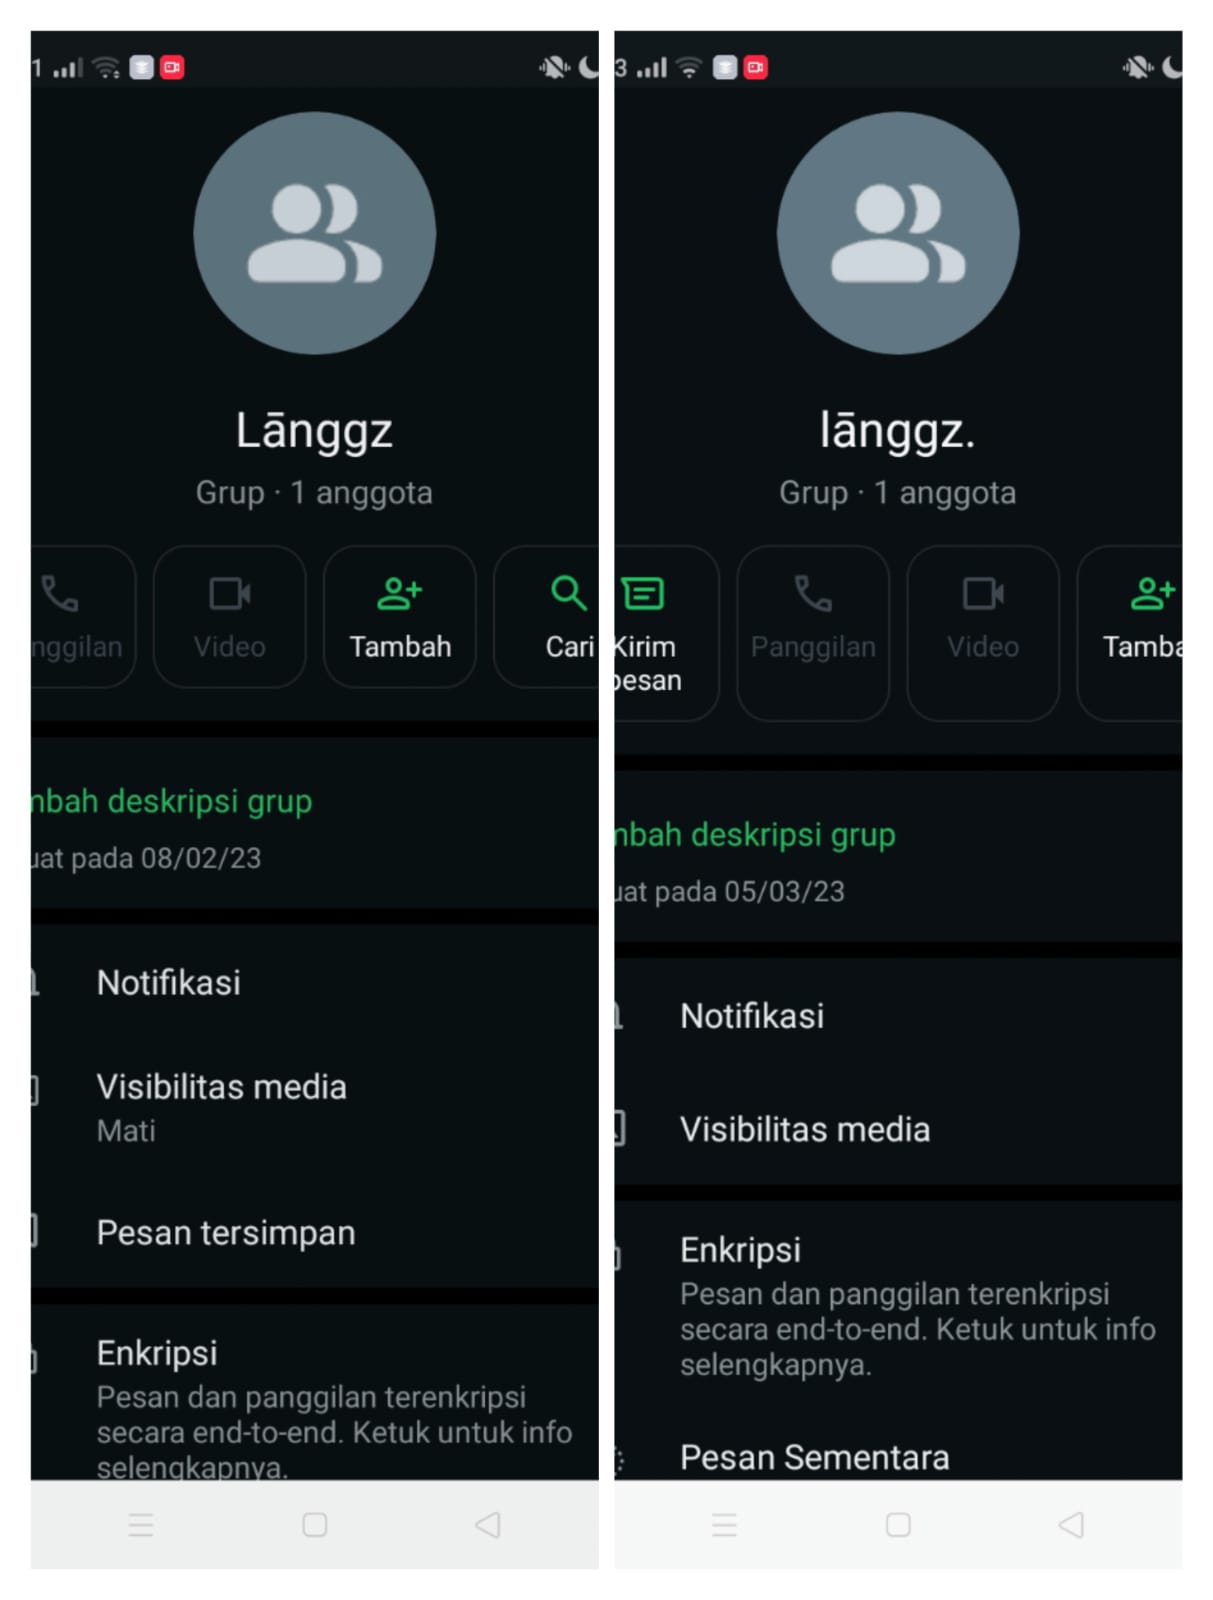 1
Lānggz
Grup · 1 anggota
nggilan
Video
Tambah
Cari
mbah deskripsi grup
uat pada 08/02/23
Notifikasi
Visibilitas media
Mati
Pesan tersimpan
Enkripsi
Pesan dan panggilan terenkripsi
secara end-to-end. Ketuk untuk info
selengkapnya.
3
lānggz.
Grup · 1 anggota
Kirim
pesan
Panggilan
Video
Tamba
mbah deskripsi grup
uat pada 05/03/23
Notifikasi
Visibilitas media
Enkripsi
Pesan dan panggilan terenkripsi
secara end-to-end. Ketuk untuk info
selengkapnya.
Pesan Sementara